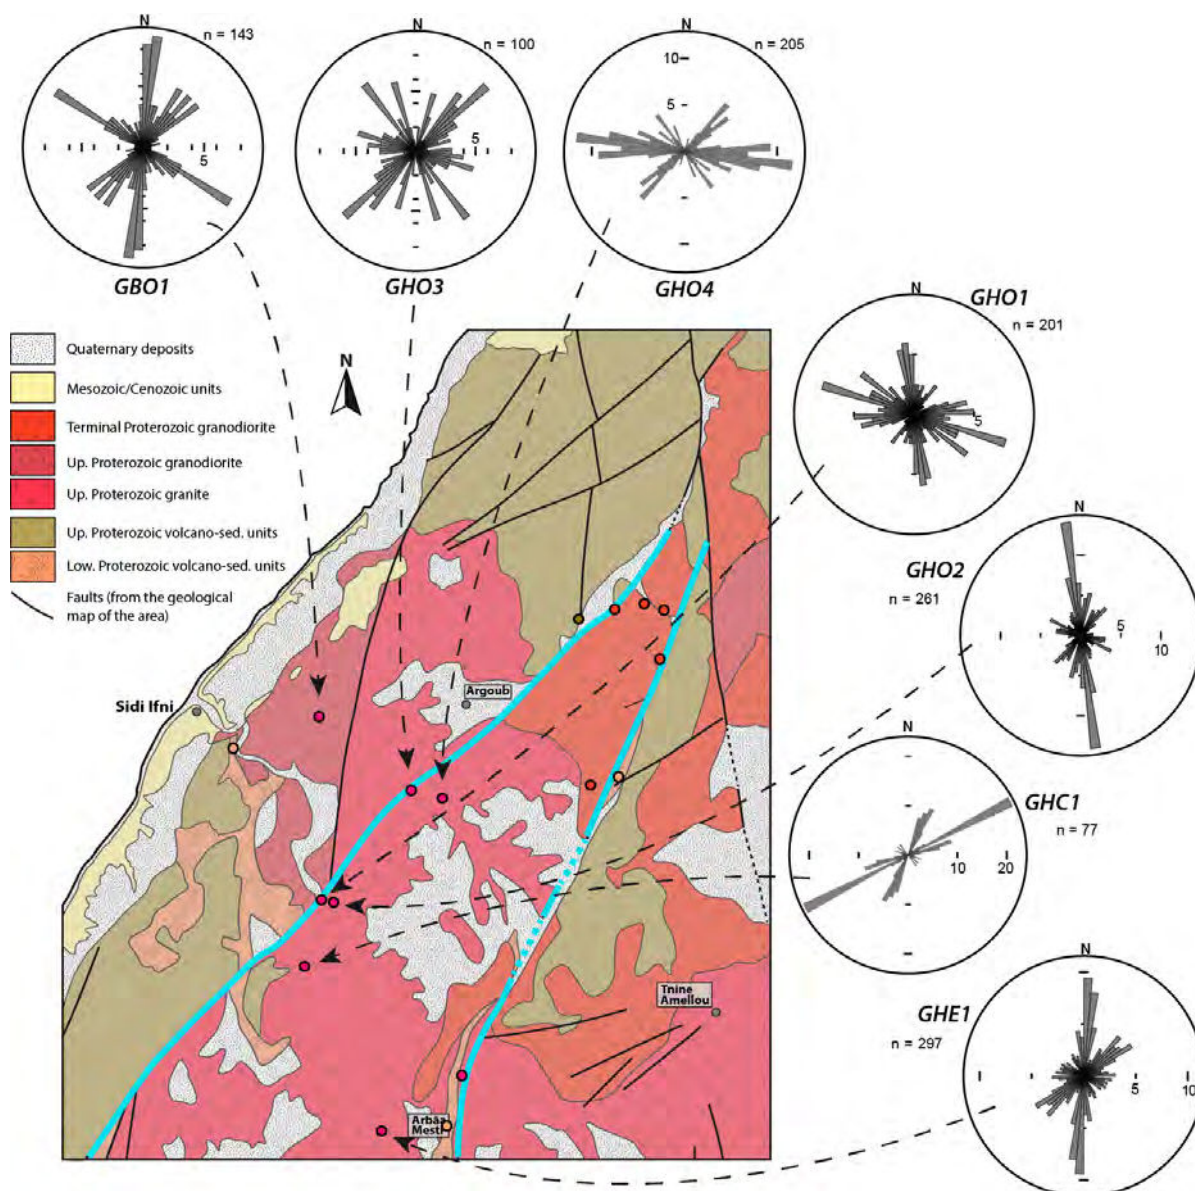 N
n = 143
5
GBO1
N
n = 100
5
GHO3
N
n = 205
10
5
GHO4
N
GHO1
n = 201
5
N
GHO2
n = 261
5
10
N
GHC1
n = 77
10
20
N
GHE1
n = 297
5
10
Quaternary deposits
Mesozoic/Cenozoic units
Terminal Proterozoic granodiorite
Up. Proterozoic granodiorite
Up. Proterozoic granite
Up. Proterozoic volcano-sed. units
Low. Proterozoic volcano-sed. units
Faults (from the geological
map of the area)
N
Sidi Ifni
Argoub
Tnine
Amellou
Arbâa
Mesti